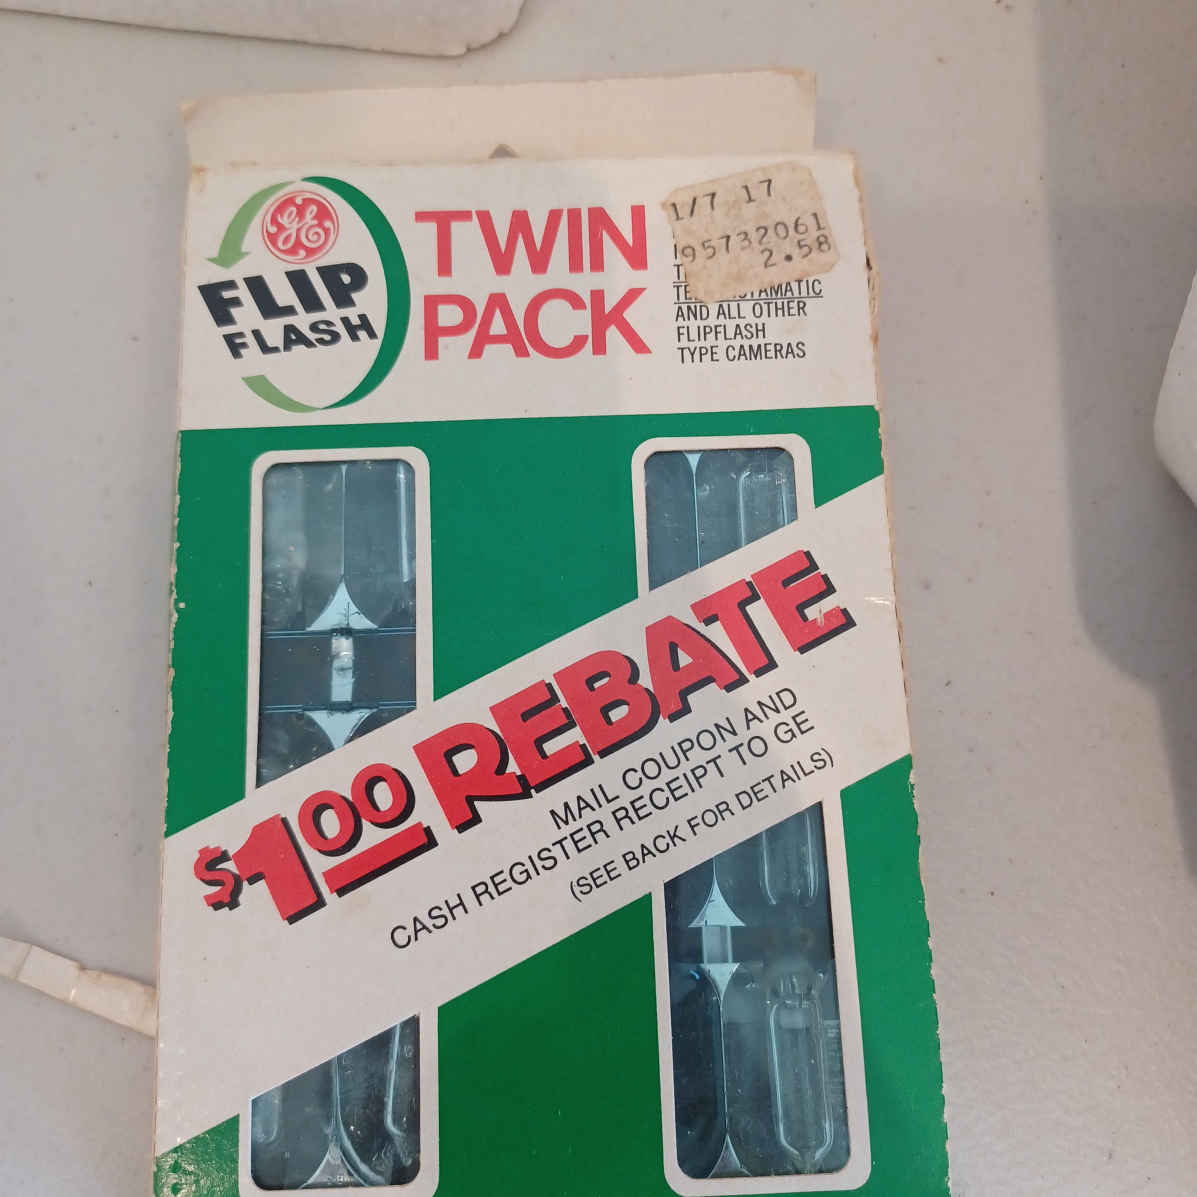 GE
FLIP
FLASH
TWIN
PACK
1/7 17
195732061
2.58
AND ALL OTHER
FLIPFLASH
TYPE CAMERAS
$1.00 REBATE
MAIL COUPON AND
CASH REGISTER RECEIPT TO GE
(SEE BACK FOR DETAILS)